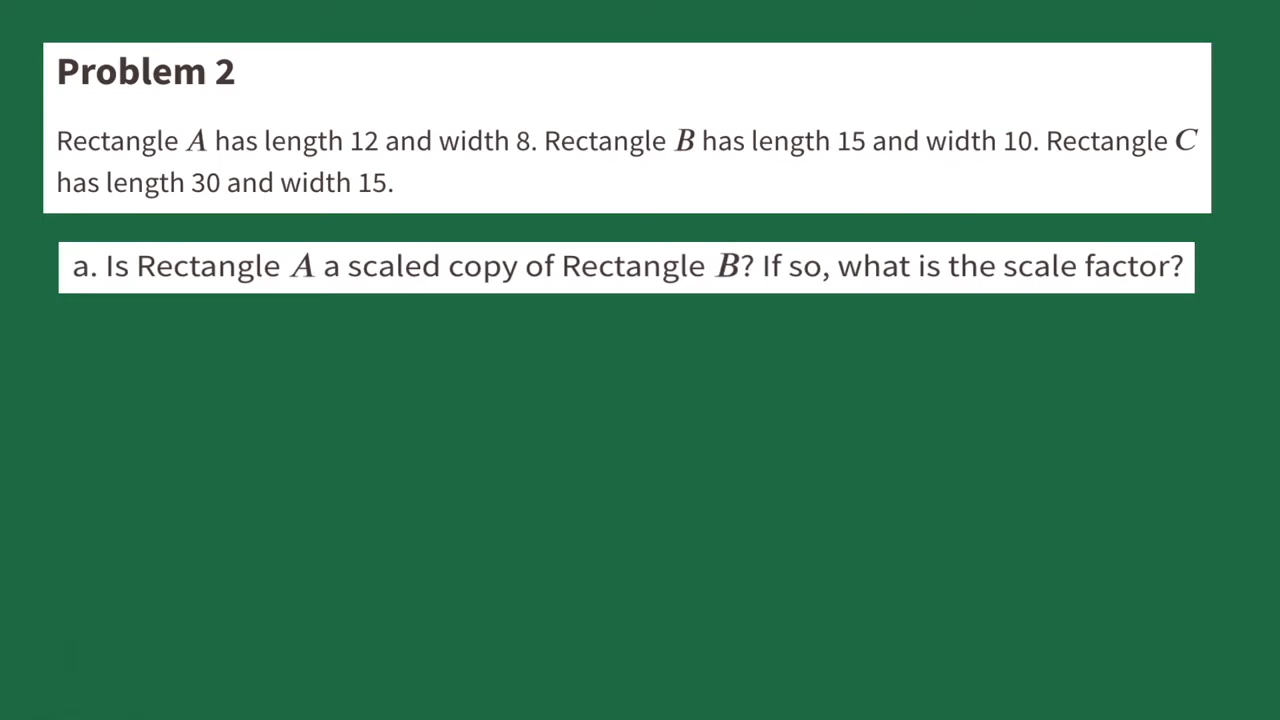 Problem 2
Rectangle A has length 12 and width 8. Rectangle B has length 15 and width 10. Rectangle C
has length 30 and width 15.
a. Is Rectangle A a scaled copy of Rectangle B? If so, what is the scale factor?